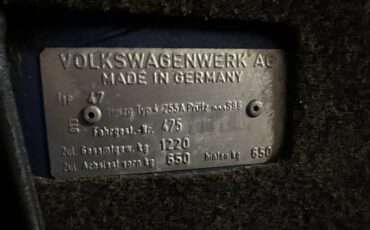 VOLKSWAGENWERK AG
MADE IN GERMANY
Typ 47
Fahrgest.-Nr. 475
Zul. Gesamtgew. kg 1220
Zul. Achslast vorn kg 650 hinten kg 650